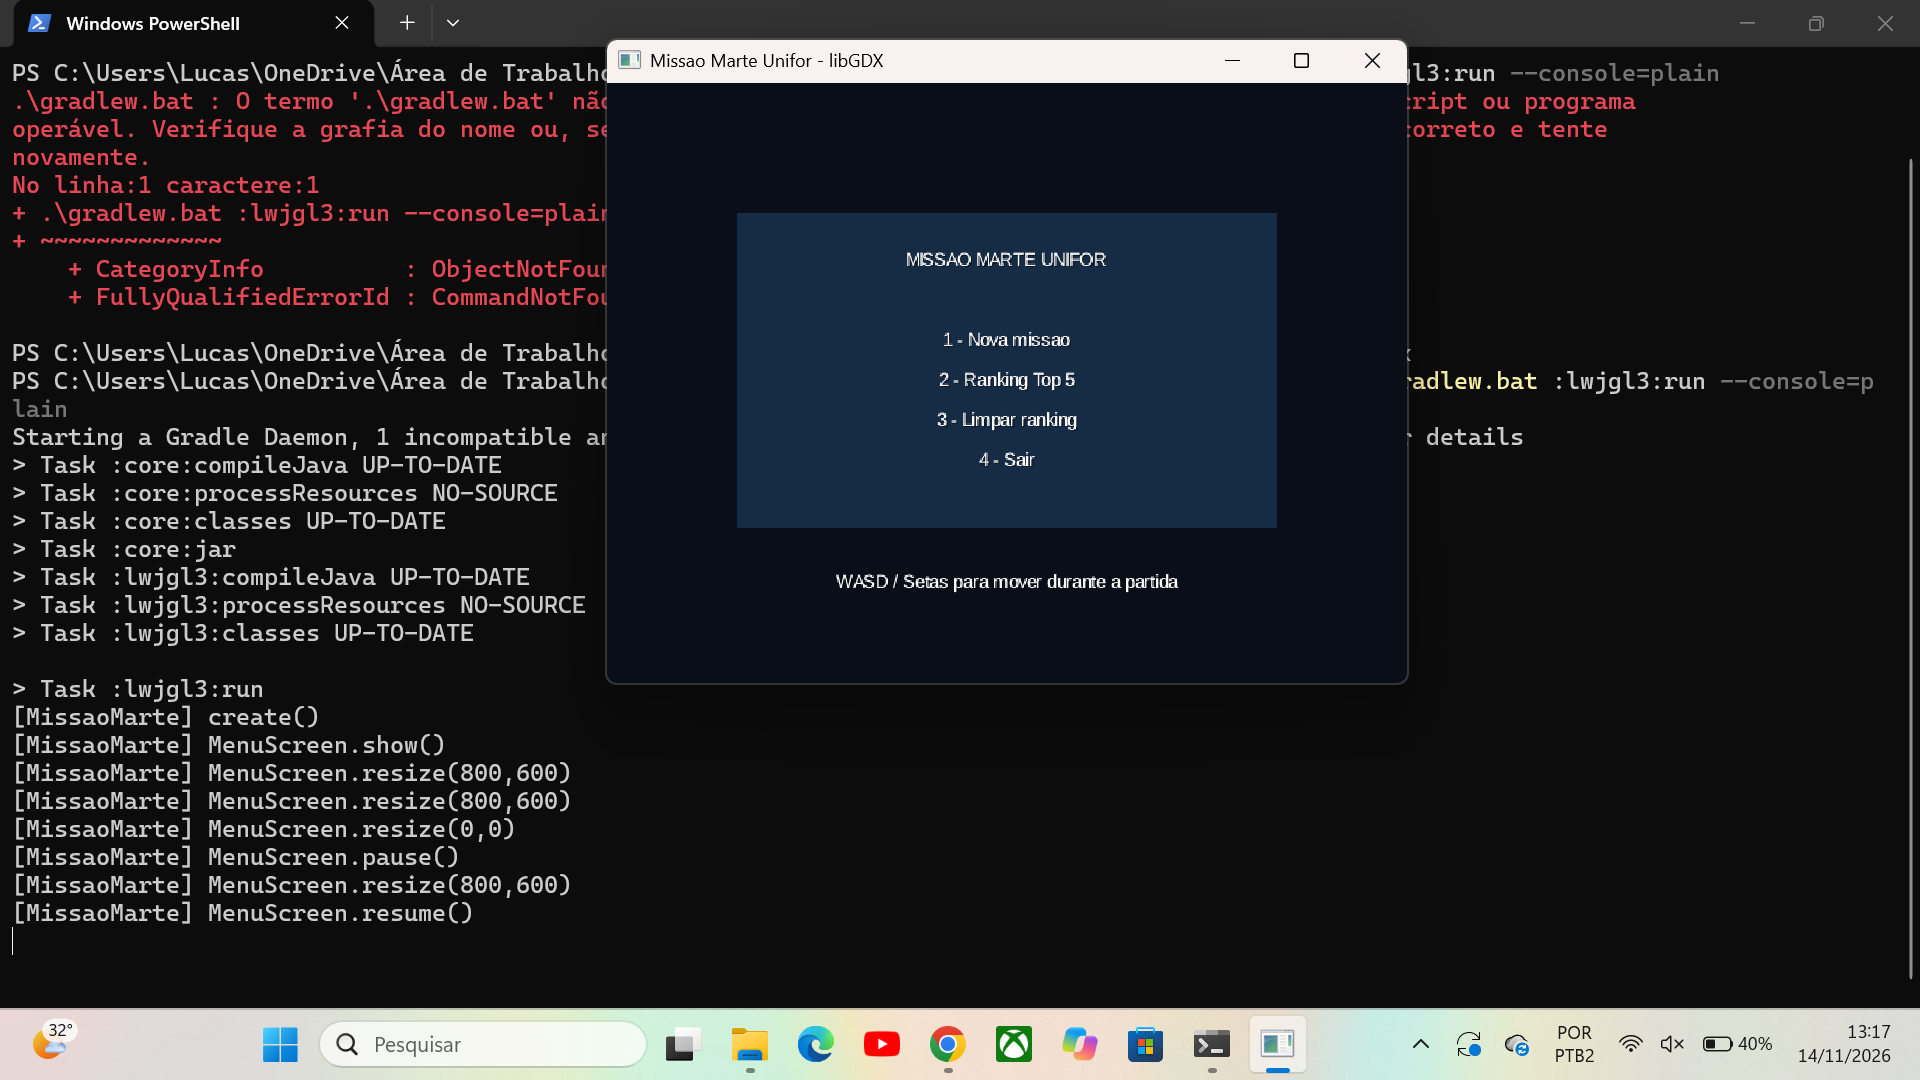 Windows PowerShell
PS C:\Users\Lucas\OneDrive\Área de Trabalho
gl3:run --console=plain
.\gradlew.bat : O termo '.\gradlew.bat' não
cript ou programa
operável. Verifique a grafia do nome ou, se
correto e tente
novamente.
No linha:1 caractere:1
+ .\gradlew.bat :lwjgl3:run --console=plain
+ ~~~~~~~~~~~~~
+ CategoryInfo : ObjectNotFoun
+ FullyQualifiedErrorId : CommandNotFou
PS C:\Users\Lucas\OneDrive\Área de Trabalho
x
PS C:\Users\Lucas\OneDrive\Área de Trabalho
radlew.bat :lwjgl3:run --console=p
lain
Starting a Gradle Daemon, 1 incompatible an
r details
> Task :core:compileJava UP-TO-DATE
> Task :core:processResources NO-SOURCE
> Task :core:classes UP-TO-DATE
> Task :core:jar
> Task :lwjgl3:compileJava UP-TO-DATE
> Task :lwjgl3:processResources NO-SOURCE
> Task :lwjgl3:classes UP-TO-DATE
> Task :lwjgl3:run
[MissaoMarte] create()
[MissaoMarte] MenuScreen.show()
[MissaoMarte] MenuScreen.resize(800,600)
[MissaoMarte] MenuScreen.resize(800,600)
[MissaoMarte] MenuScreen.resize(0,0)
[MissaoMarte] MenuScreen.pause()
[MissaoMarte] MenuScreen.resize(800,600)
[MissaoMarte] MenuScreen.resume()
Missao Marte Unifor - libGDX
MISSAO MARTE UNIFOR
1 - Nova missao
2 - Ranking Top 5
3 - Limpar ranking
4 - Sair
WASD / Setas para mover durante a partida
32°
Pesquisar
POR
PTB2
40%
13:17
14/11/2026